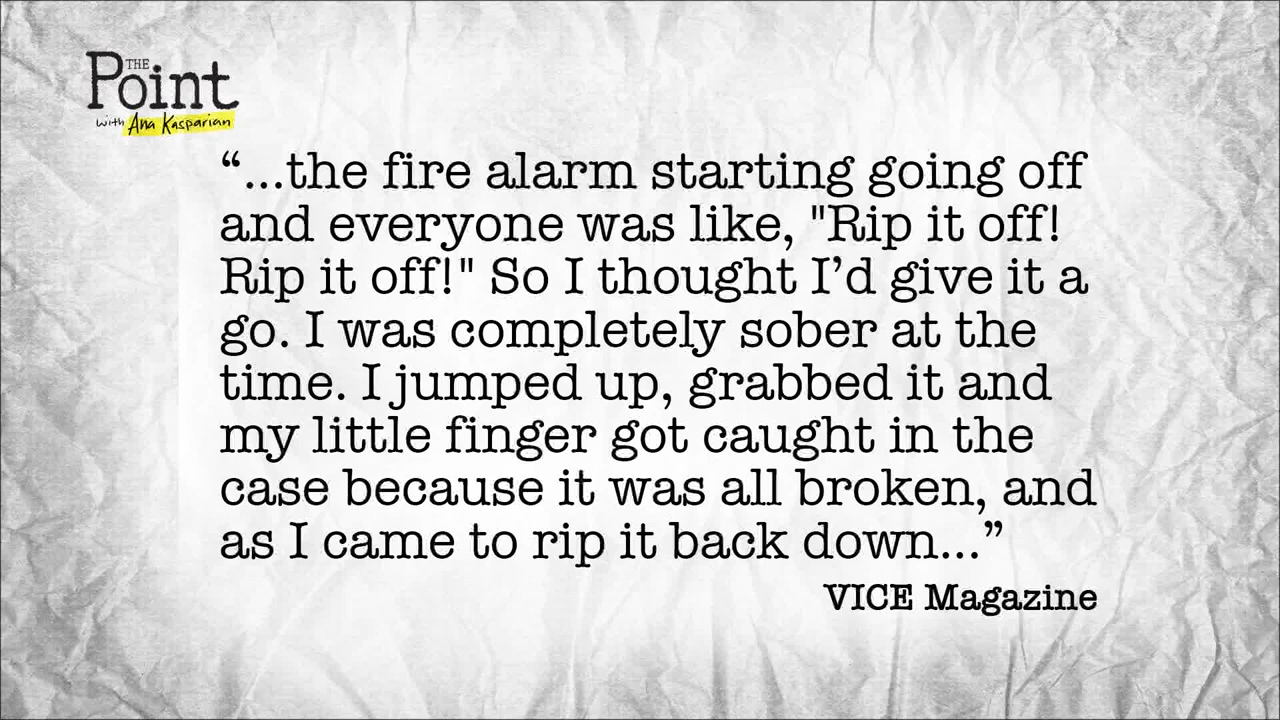 THE
Point
with Ana Kasparian
“...the fire alarm starting going off
and everyone was like, "Rip it off!
Rip it off!" So I thought I’d give it a
go. I was completely sober at the
time. I jumped up, grabbed it and
my little finger got caught in the
case because it was all broken, and
as I came to rip it back down...”
VICE Magazine